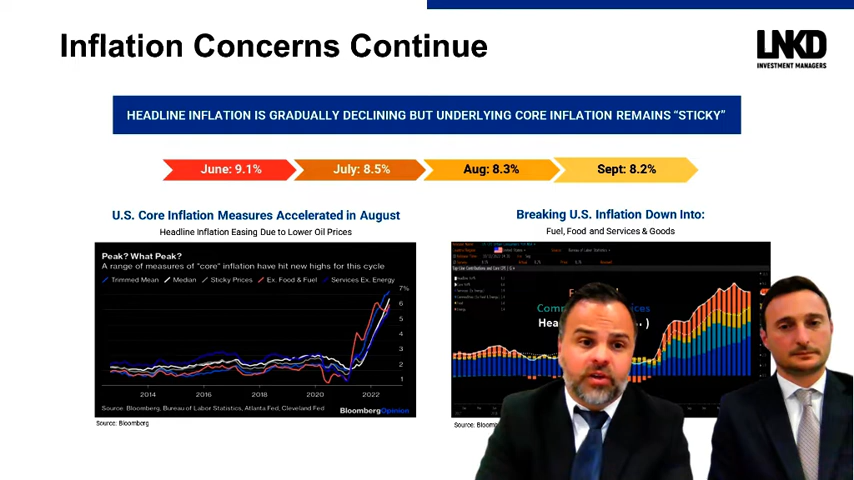 Inflation Concerns Continue
LNKD
INVESTMENT MANAGERS
HEADLINE INFLATION IS GRADUALLY DECLINING BUT UNDERLYING CORE INFLATION REMAINS “STICKY”
June: 9.1% July: 8.5% Aug: 8.3% Sept: 8.2%
U.S. Core Inflation Measures Accelerated in August
Headline Inflation Easing Due to Lower Oil Prices
Peak? What Peak?
A range of measures of "core" inflation have hit new highs for this cycle
Trimmed Mean Median Sticky Prices Ex. Food & Fuel Services Ex. Energy
7%
6
5
4
3
2
1
2014 2016 2018 2020 2022
Source: Bloomberg, Bureau of Labor Statistics, Atlanta Fed, Cleveland Fed
BloombergOpinion
Source: Bloomberg
Breaking U.S. Inflation Down Into:
Fuel, Food and Services & Goods
Source: